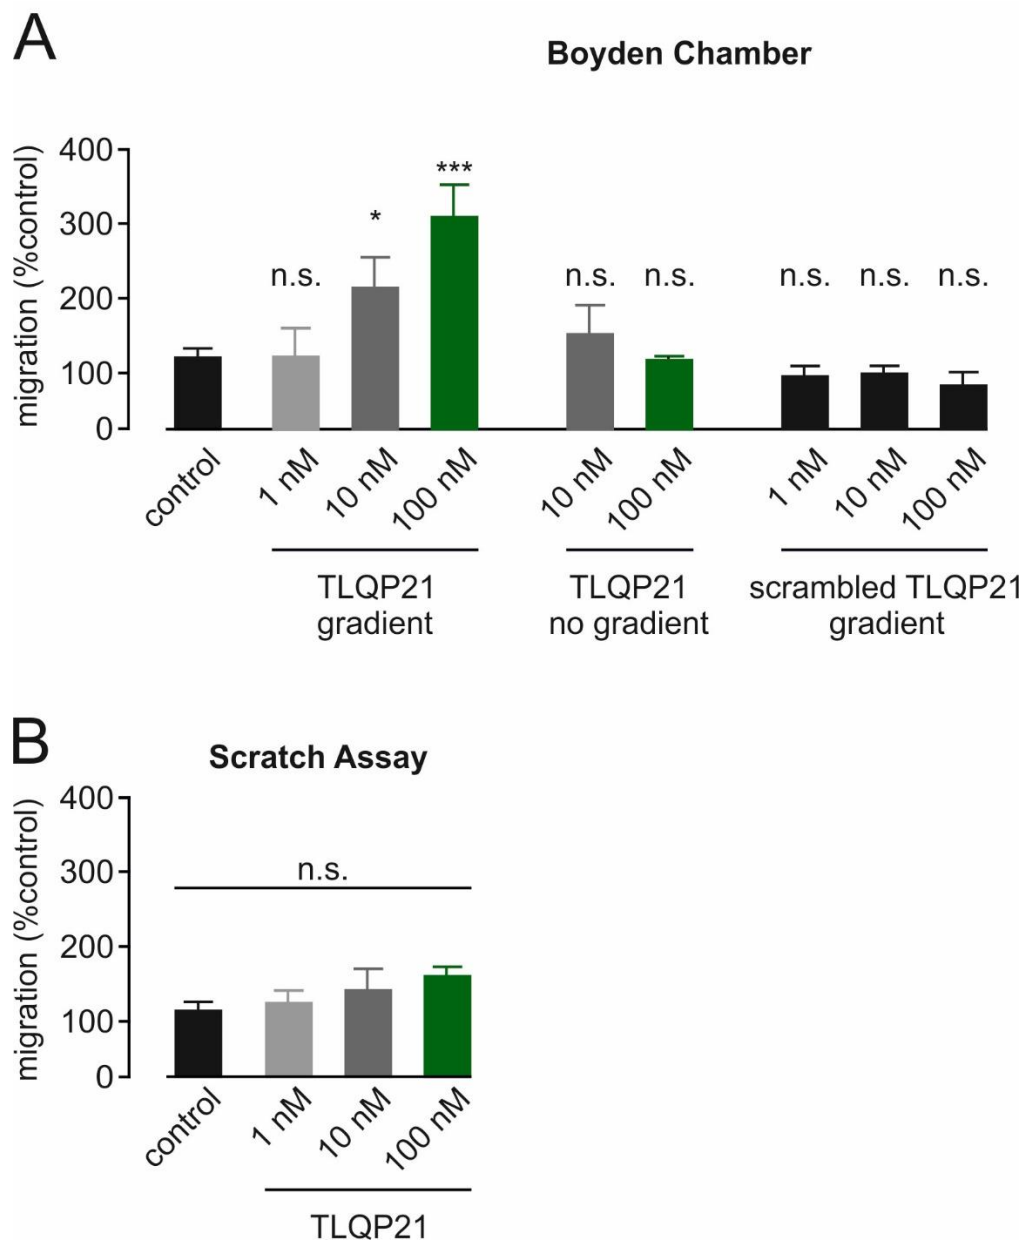 A
Boyden Chamber
migration (%control)
400
300
200
100
0
n.s.
*
***
n.s.
n.s.
n.s.
n.s.
n.s.
control
1 nM
10 nM
100 nM
10 nM
100 nM
1 nM
10 nM
100 nM
TLQP21
gradient
TLQP21
no gradient
scrambled TLQP21
gradient
B
Scratch Assay
migration (%control)
400
300
200
100
0
n.s.
control
1 nM
10 nM
100 nM
TLQP21